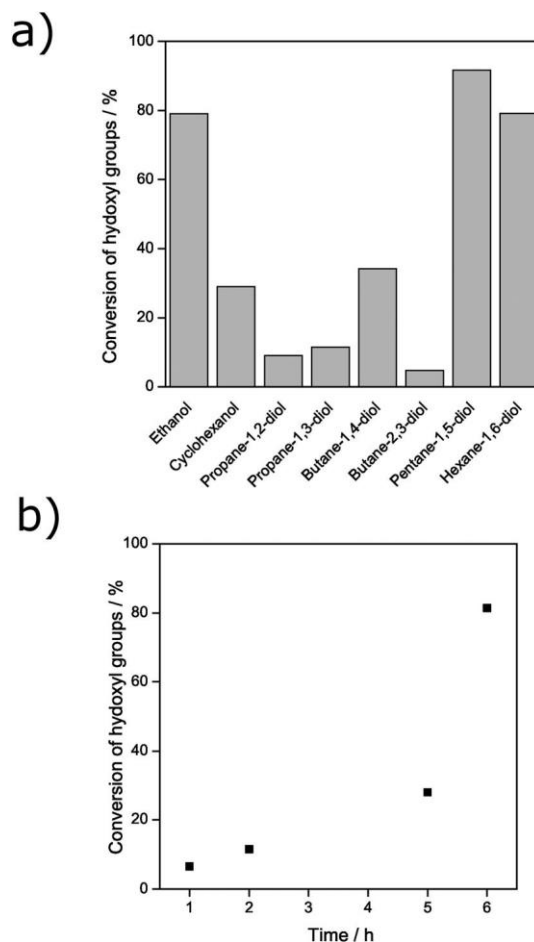 a)
Conversion of hydoxyl groups / %
100
80
60
40
20
0
Ethanol
Cyclohexanol
Propane-1,2-diol
Propane-1,3-diol
Butane-1,4-diol
Butane-2,3-diol
Pentane-1,5-diol
Hexane-1,6-diol
b)
Conversion of hydoxyl groups / %
100
80
60
40
20
0
1 2 3 4 5 6
Time / h